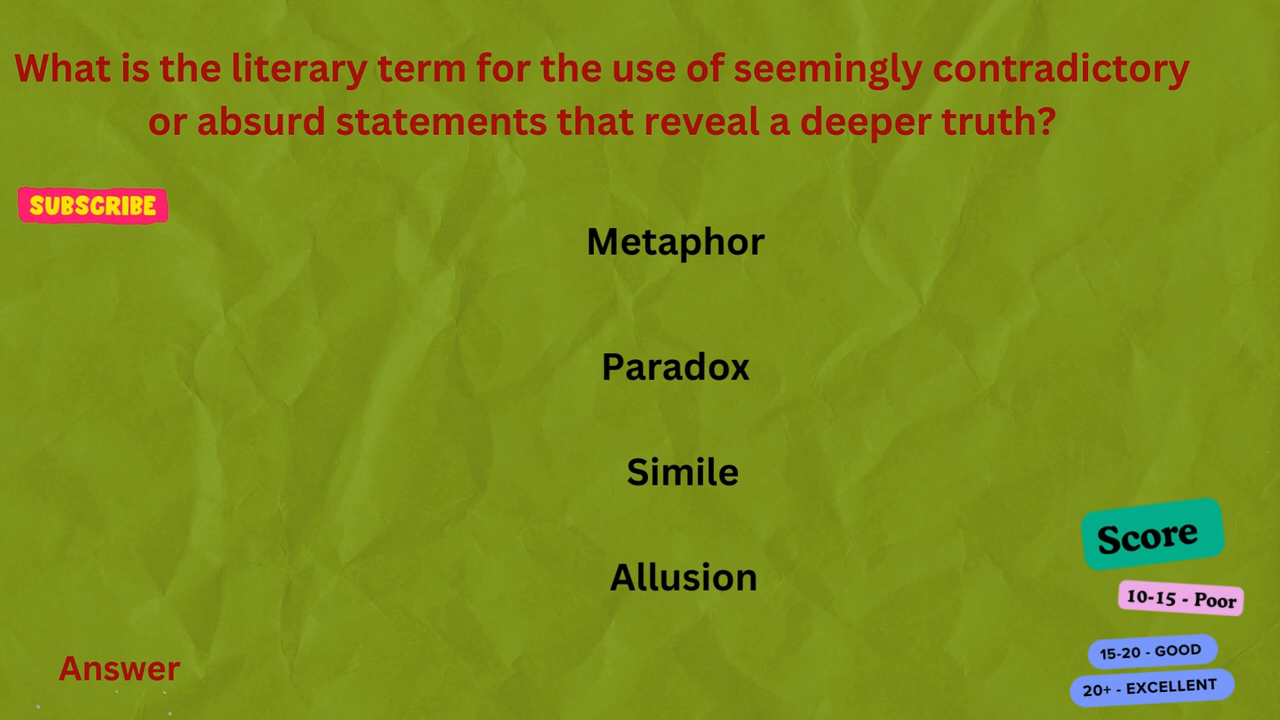 What is the literary term for the use of seemingly contradictory
or absurd statements that reveal a deeper truth?
SUBSCRIBE
Metaphor
Paradox
Simile
Allusion
Score
10-15 - Poor
15-20 - GOOD
20+ - EXCELLENT
Answer